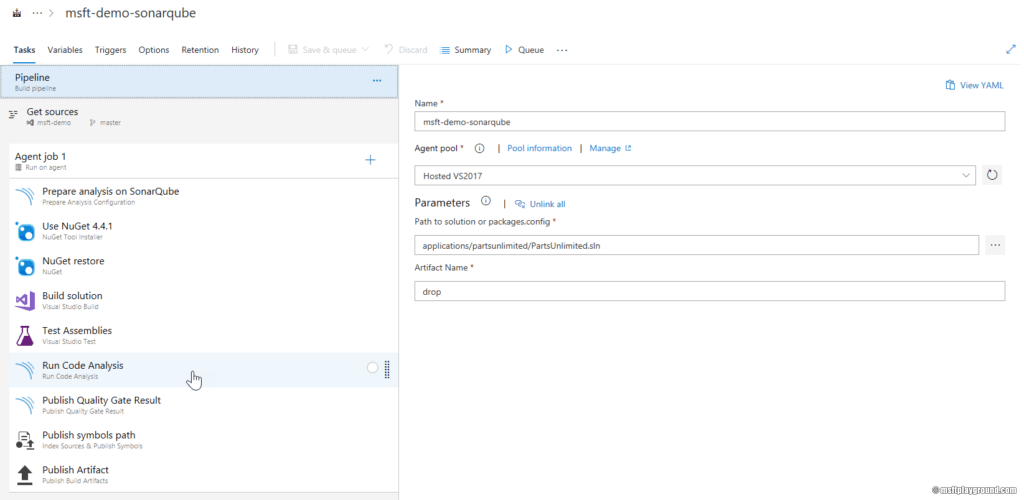 ··· > msft-demo-sonarqube
Tasks Variables Triggers Options Retention History Save & queue Discard Summary Queue ···
Pipeline ···
Build pipeline
Get sources
msft-demo master
Agent job 1
Run on agent
Prepare analysis on SonarQube
Prepare Analysis Configuration
Use NuGet 4.4.1
NuGet Tool Installer
NuGet restore
NuGet
Build solution
Visual Studio Build
Test Assemblies
Visual Studio Test
Run Code Analysis
Run Code Analysis
Publish Quality Gate Result
Publish Quality Gate Result
Publish symbols path
Index Sources & Publish Symbols
Publish Artifact
Publish Build Artifacts
View YAML
Name *
msft-demo-sonarqube
Agent pool * | Pool information | Manage
Hosted VS2017
Parameters | Unlink all
Path to solution or packages.config *
applications/partsunlimited/PartsUnlimited.sln ···
Artifact Name *
drop
@ msftplayground.com